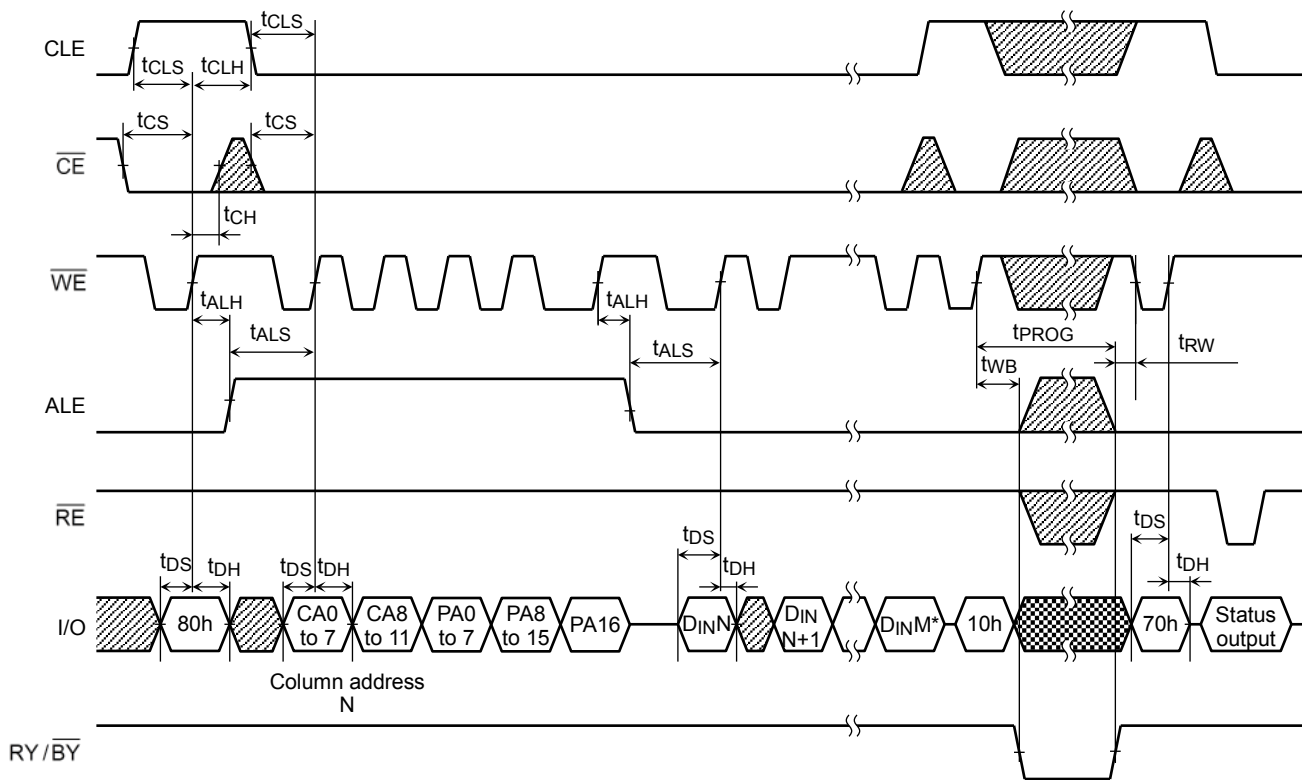 tCLS
CLE
tCLS
tCLH
tCS
tCS
CE
tCH
WE
tALH
tALH
tALS
tALS
tPROG
tRW
tWB
ALE
RE
tDS
tDH
tDS
tDH
tDS
tDH
tDS
tDH
I/O
80h
CA0
to 7
CA8
to 11
PA0
to 7
PA8
to 15
PA16
DINN
DIN
N+1
DINM*
10h
70h
Status
output
Column address
N
RY/BY